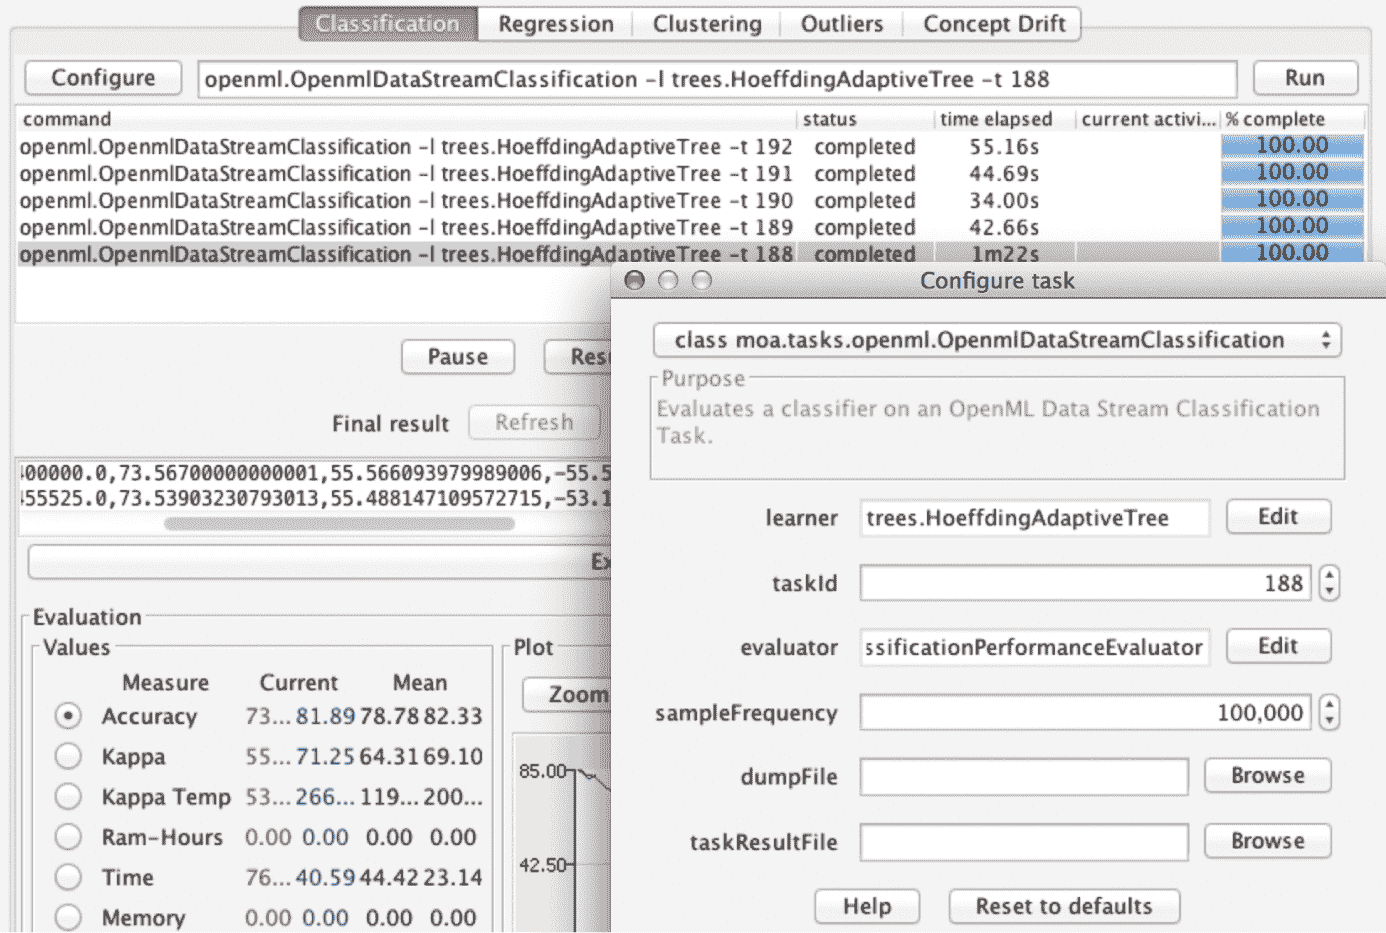 Classification Regression Clustering Outliers Concept Drift
Configure openml.OpenmlDataStreamClassification -l trees.HoeffdingAdaptiveTree -t 188 Run
command status time elapsed current activi... % complete
openml.OpenmlDataStreamClassification -l trees.HoeffdingAdaptiveTree -t 192 completed 55.16s 100.00
openml.OpenmlDataStreamClassification -l trees.HoeffdingAdaptiveTree -t 191 completed 44.69s 100.00
openml.OpenmlDataStreamClassification -l trees.HoeffdingAdaptiveTree -t 190 completed 34.00s 100.00
openml.OpenmlDataStreamClassification -l trees.HoeffdingAdaptiveTree -t 189 completed 42.66s 100.00
openml.OpenmlDataStreamClassification -l trees.HoeffdingAdaptiveTree -t 188 completed 1m22s 100.00
Pause
Final result Refresh
400000.0,73.56700000000001,55.566093979989006,-55.5
455525.0,73.53903230793013,55.488147109572715,-53.1
Evaluation
Values
Measure Current Mean
Accuracy 73... 81.89 78.78 82.33
Kappa 55... 71.25 64.31 69.10
Kappa Temp 53... 266... 119... 200...
Ram-Hours 0.00 0.00 0.00 0.00
Time 76... 40.59 44.42 23.14
Memory 0.00 0.00 0.00 0.00
Plot
Zoom
85.00
42.50
Configure task
class moa.tasks.openml.OpenmlDataStreamClassification
Purpose
Evaluates a classifier on an OpenML Data Stream Classification
Task.
learner trees.HoeffdingAdaptiveTree Edit
taskId 188
evaluator ssificationPerformanceEvaluator Edit
sampleFrequency 100,000
dumpFile Browse
taskResultFile Browse
Help Reset to defaults